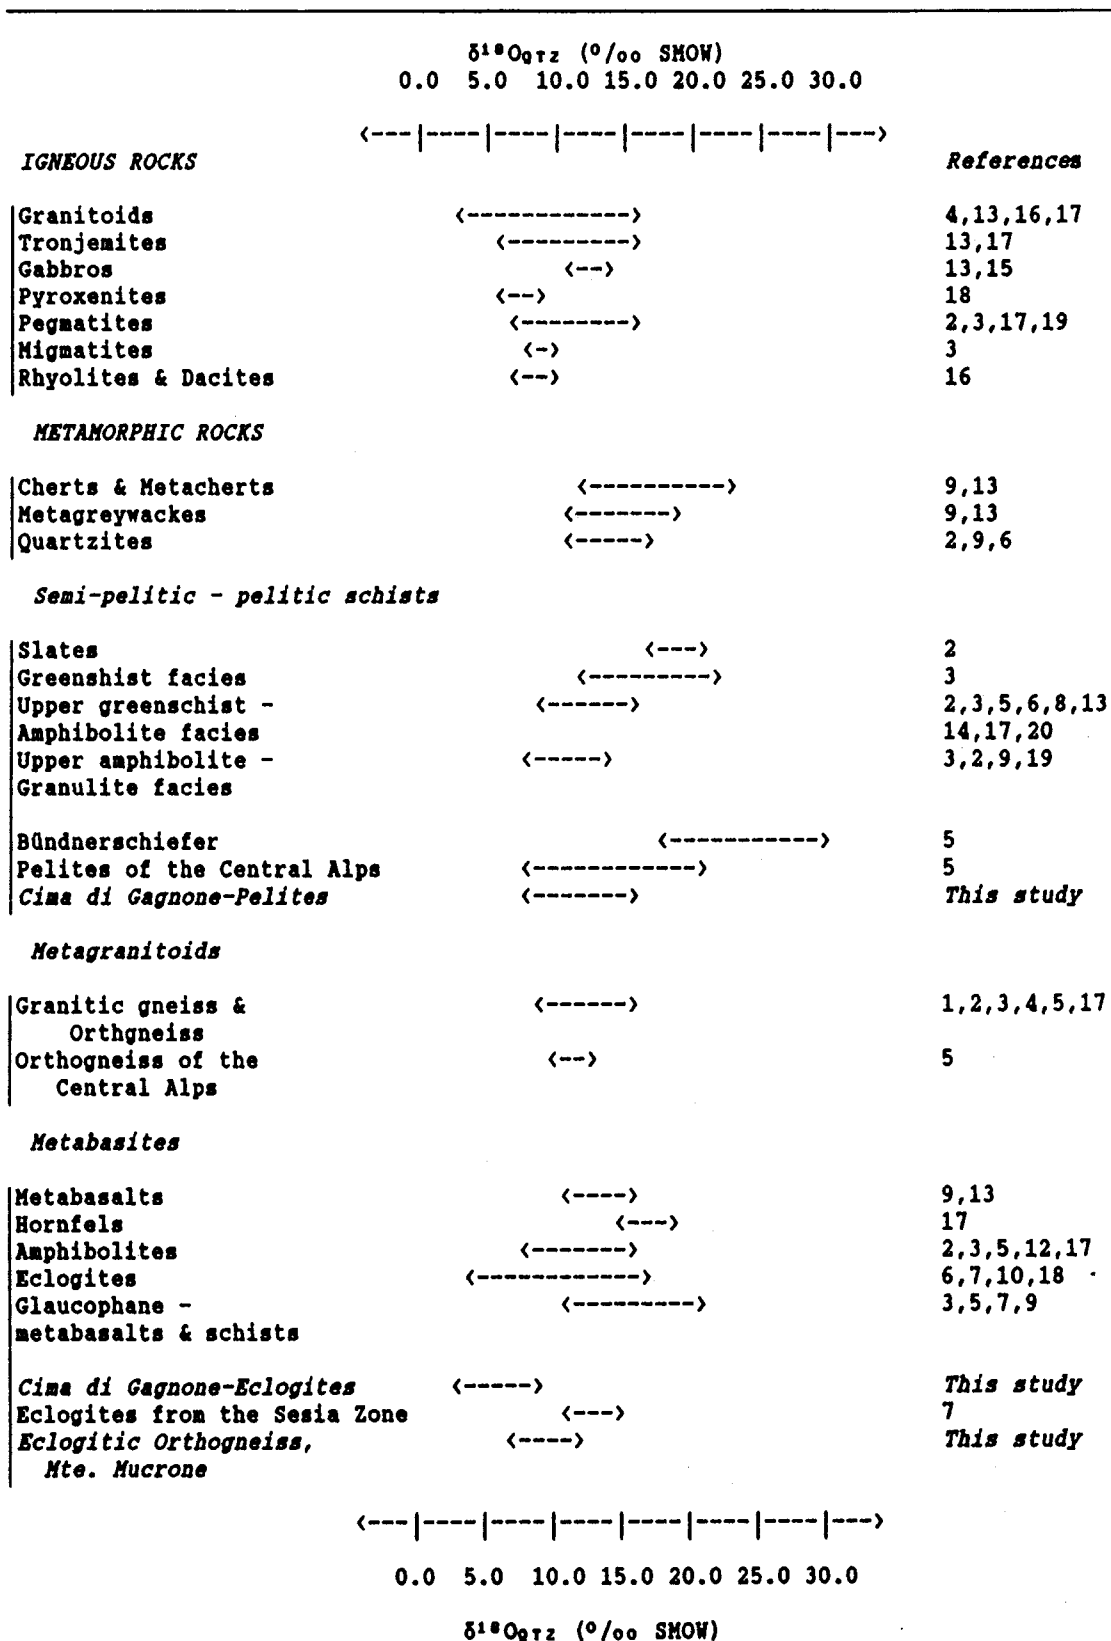 δ¹⁸O_QTZ (⁰/₀₀ SMOW)
0.0 5.0 10.0 15.0 20.0 25.0 30.0
<---|----|----|----|----|----|----|--->
IGNEOUS ROCKS References
Granitoids <------------> 4,13,16,17
Tronjemites <---------> 13,17
Gabbros <--> 13,15
Pyroxenites <--> 18
Pegmatites <--------> 2,3,17,19
Migmatites <-> 3
Rhyolites & Dacites <--> 16
METAMORPHIC ROCKS
Cherts & Metacherts <----------> 9,13
Metagreywackes <-------> 9,13
Quartzites <-----> 2,9,6
Semi-pelitic - pelitic schists
Slates <---> 2
Greenshist facies <---------> 3
Upper greenschist - <------> 2,3,5,6,8,13
Amphibolite facies 14,17,20
Upper amphibolite - <-----> 3,2,9,19
Granulite facies
Bündnerschiefer <-----------> 5
Pelites of the Central Alps <------------> 5
Cima di Gagnone-Pelites <-------> This study
Metagranitoids
Granitic gneiss & <------> 1,2,3,4,5,17
Orthgneiss
Orthogneiss of the <--> 5
Central Alps
Metabasites
Metabasalts <----> 9,13
Hornfels <---> 17
Amphibolites <-------> 2,3,5,12,17
Eclogites <------------> 6,7,10,18
Glaucophane - <---------> 3,5,7,9
metabasalts & schists
Cima di Gagnone-Eclogites <-----> This study
Eclogites from the Sesia Zone <---> 7
Eclogitic Orthogneiss, <----> This study
Mte. Mucrone
<---|----|----|----|----|----|----|--->
0.0 5.0 10.0 15.0 20.0 25.0 30.0
δ¹⁸O_QTZ (⁰/₀₀ SMOW)